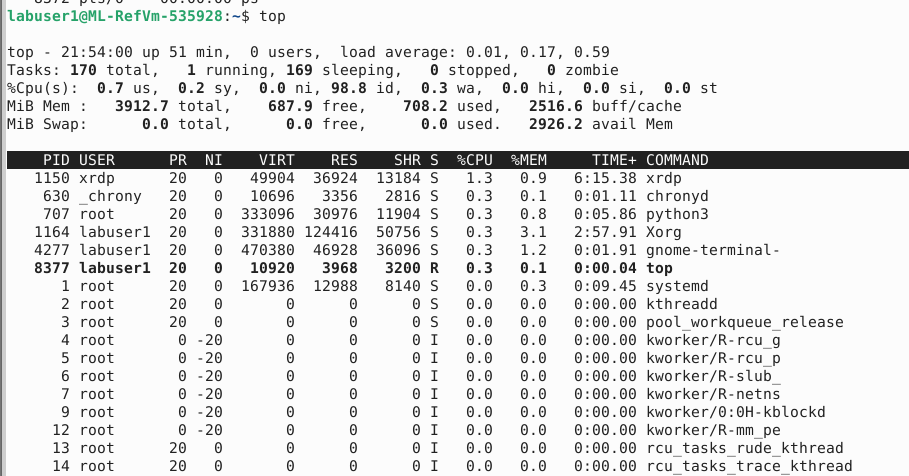 8372 pts/0    00:00:00 ps
labuser1@ML-RefVm-535928:~$ top

top - 21:54:00 up 51 min,  0 users,  load average: 0.01, 0.17, 0.59
Tasks: 170 total,   1 running, 169 sleeping,   0 stopped,   0 zombie
%Cpu(s):  0.7 us,  0.2 sy,  0.0 ni, 98.8 id,  0.3 wa,  0.0 hi,  0.0 si,  0.0 st
MiB Mem :   3912.7 total,    687.9 free,    708.2 used,   2516.6 buff/cache
MiB Swap:      0.0 total,      0.0 free,      0.0 used.   2926.2 avail Mem

    PID USER      PR  NI    VIRT    RES    SHR S  %CPU  %MEM     TIME+ COMMAND
   1150 xrdp      20   0   49904  36924  13184 S   1.3   0.9   6:15.38 xrdp
    630 _chrony   20   0   10696   3356   2816 S   0.3   0.1   0:01.11 chronyd
    707 root      20   0  333096  30976  11904 S   0.3   0.8   0:05.86 python3
   1164 labuser1  20   0  331880 124416  50756 S   0.3   3.1   2:57.91 Xorg
   4277 labuser1  20   0  470380  46928  36096 S   0.3   1.2   0:01.91 gnome-terminal-
   8377 labuser1  20   0   10920   3968   3200 R   0.3   0.1   0:00.04 top
      1 root      20   0  167936  12988   8140 S   0.0   0.3   0:09.45 systemd
      2 root      20   0       0      0      0 S   0.0   0.0   0:00.00 kthreadd
      3 root      20   0       0      0      0 S   0.0   0.0   0:00.00 pool_workqueue_release
      4 root       0 -20       0      0      0 I   0.0   0.0   0:00.00 kworker/R-rcu_g
      5 root       0 -20       0      0      0 I   0.0   0.0   0:00.00 kworker/R-rcu_p
      6 root       0 -20       0      0      0 I   0.0   0.0   0:00.00 kworker/R-slub_
      7 root       0 -20       0      0      0 I   0.0   0.0   0:00.00 kworker/R-netns
      9 root       0 -20       0      0      0 I   0.0   0.0   0:00.00 kworker/0:0H-kblockd
     12 root       0 -20       0      0      0 I   0.0   0.0   0:00.00 kworker/R-mm_pe
     13 root      20   0       0      0      0 I   0.0   0.0   0:00.00 rcu_tasks_rude_kthread
     14 root      20   0       0      0      0 I   0.0   0.0   0:00.00 rcu_tasks_trace_kthread